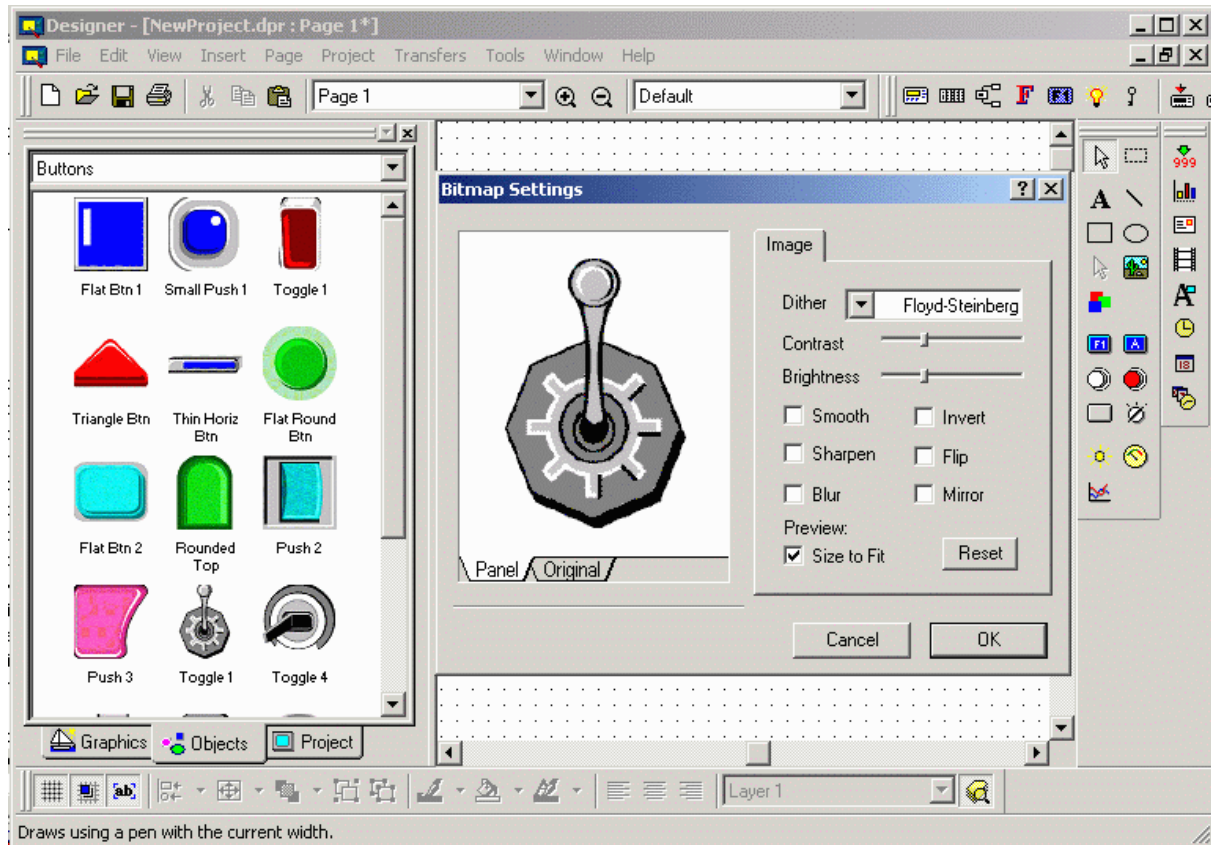 Designer - [NewProject.dpr : Page 1*]
File Edit View Insert Page Project Transfers Tools Window Help
Page 1
Default
F
F1
Buttons
Flat Btn 1 Small Push 1 Toggle 1
Triangle Btn Thin Horiz Btn Flat Round Btn
Flat Btn 2 Rounded Top Push 2
Push 3 Toggle 1 Toggle 4
Graphics Objects Project
Bitmap Settings
Image
Dither Floyd-Steinberg
Contrast
Brightness
Smooth Invert
Sharpen Flip
Blur Mirror
Preview:
Size to Fit Reset
Panel Original
Cancel OK
A
F1 A
999
A
18
ab
Layer 1
Draws using a pen with the current width.